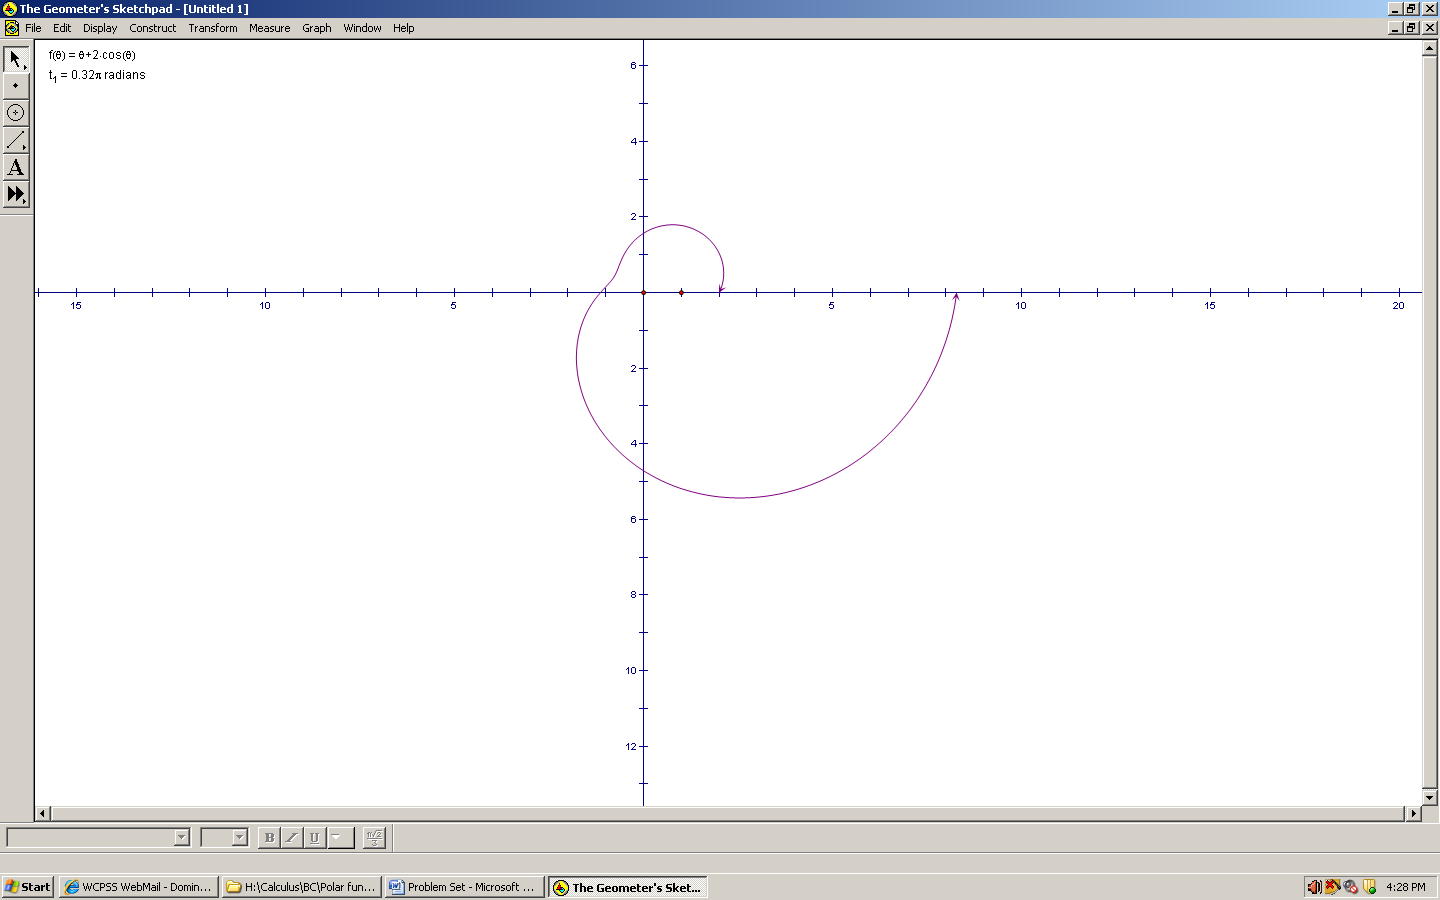 The Geometer's Sketchpad - [Untitled 1]
File Edit Display Construct Transform Measure Graph Window Help
f(θ) = θ+2·cos(θ)
t1 = 0.32π radians
A
6
4
2
15 10 5 5 10 15 20
2
4
6
8
10
12
B I U
Start WCPSS WebMail - Domin... H:\Calculus\BC\Polar fun... Problem Set - Microsoft ... The Geometer's Sket... 4:28 PM